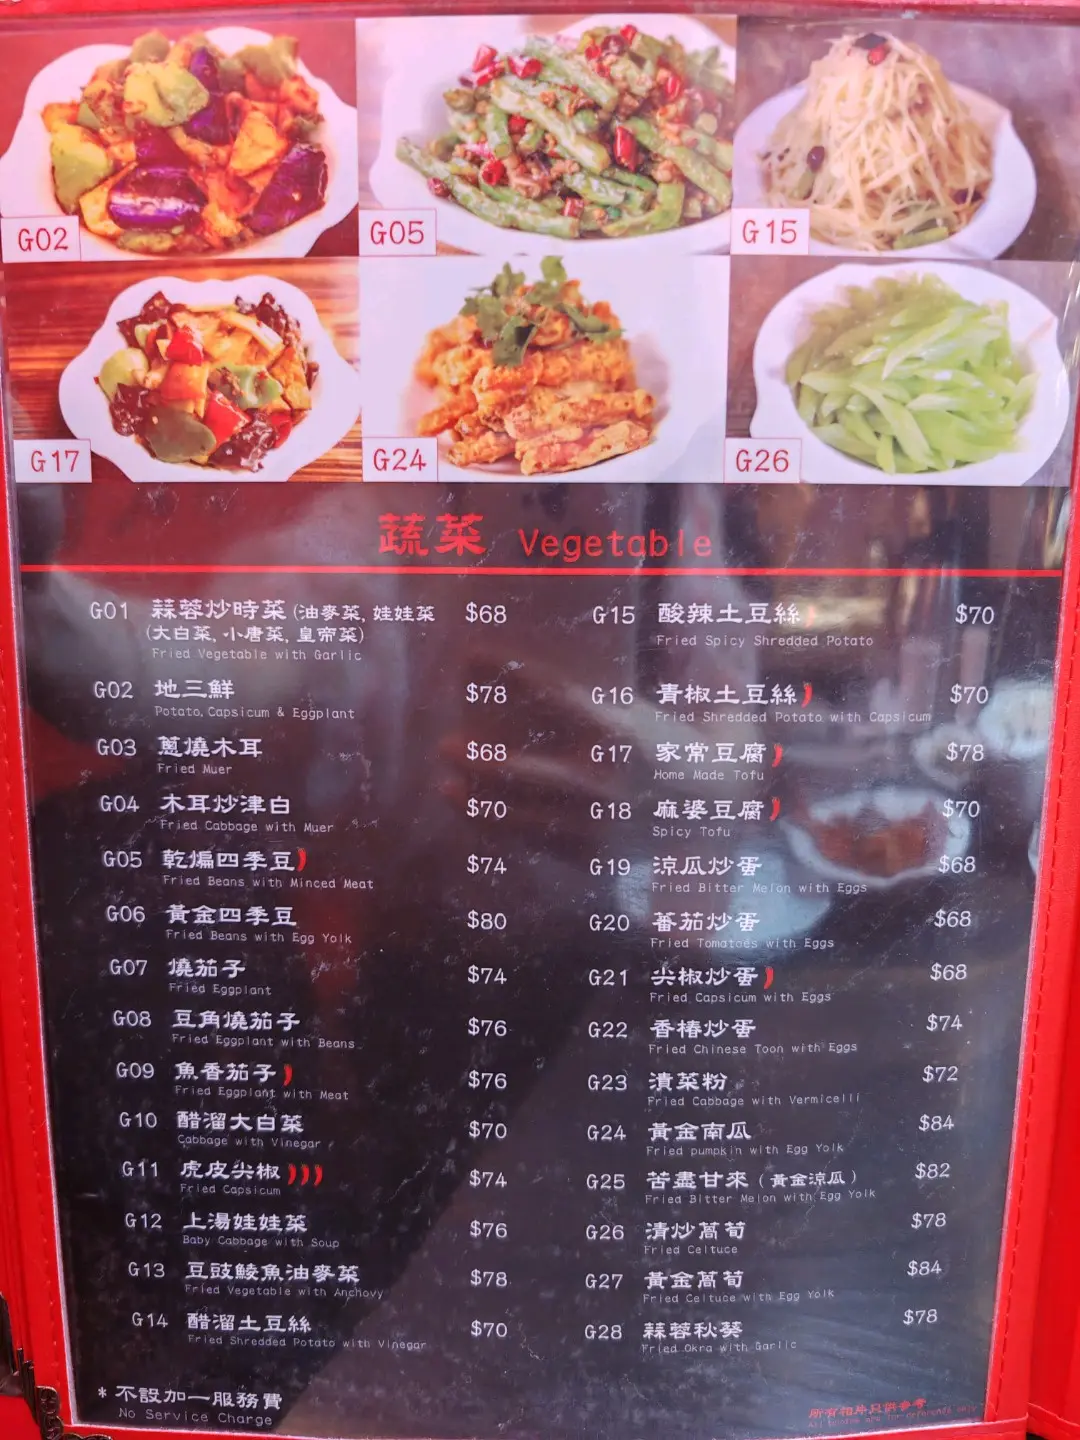 G02
G05
G15
G17
G24
G26
蔬菜 Vegetable
G01 蒜蓉炒時菜 (油麥菜, 娃娃菜 $68
(大白菜, 小唐菜, 皇帝菜)
Fried Vegetable with Garlic
G02 地三鮮 $78
Potato, Capsicum & Eggplant
G03 蔥燒木耳 $68
Fried Muer
G04 木耳炒津白 $70
Fried Cabbage with Muer
G05 乾煸四季豆 $74
Fried Beans with Minced Meat
G06 黃金四季豆 $80
Fried Beans with Egg Yolk
G07 燒茄子 $74
Fried Eggplant
G08 豆角燒茄子 $76
Fried Eggplant with Beans
G09 魚香茄子 $76
Fried Eggplant with Meat
G10 醋溜大白菜 $70
Cabbage with Vinegar
G11 虎皮尖椒 $74
Fried Capsicum
G12 上湯娃娃菜 $76
Baby Cabbage with Soup
G13 豆豉鯪魚油麥菜 $78
Fried Vegetable with Anchovy
G14 醋溜土豆絲 $70
Fried Shredded Potato with Vinegar
G15 酸辣土豆絲 $70
Fried Spicy Shredded Potato
G16 青椒土豆絲 $70
Fried Shredded Potato with Capsicum
G17 家常豆腐 $78
Home Made Tofu
G18 麻婆豆腐 $70
Spicy Tofu
G19 涼瓜炒蛋 $68
Fried Bitter Melon with Eggs
G20 蕃茄炒蛋 $68
Fried Tomatoes with Eggs
G21 尖椒炒蛋 $68
Fried Capsicum with Eggs
G22 香椿炒蛋 $74
Fried Chinese Toon with Eggs
G23 漬菜粉 $72
Fried Cabbage with Vermicelli
G24 黃金南瓜 $84
Fried pumpkin with Egg Yolk
G25 苦盡甘來 (黃金涼瓜) $82
Fried Bitter Melon with Egg Yolk
G26 清炒萵筍 $78
Fried Celtuce
G27 黃金萵筍 $84
Fried Celtuce with Egg Yolk
G28 蒜蓉秋葵 $78
Fried Okra with Garlic
* 不設加一服務費
No Service Charge
所有相片只供參考
All photos are for reference only